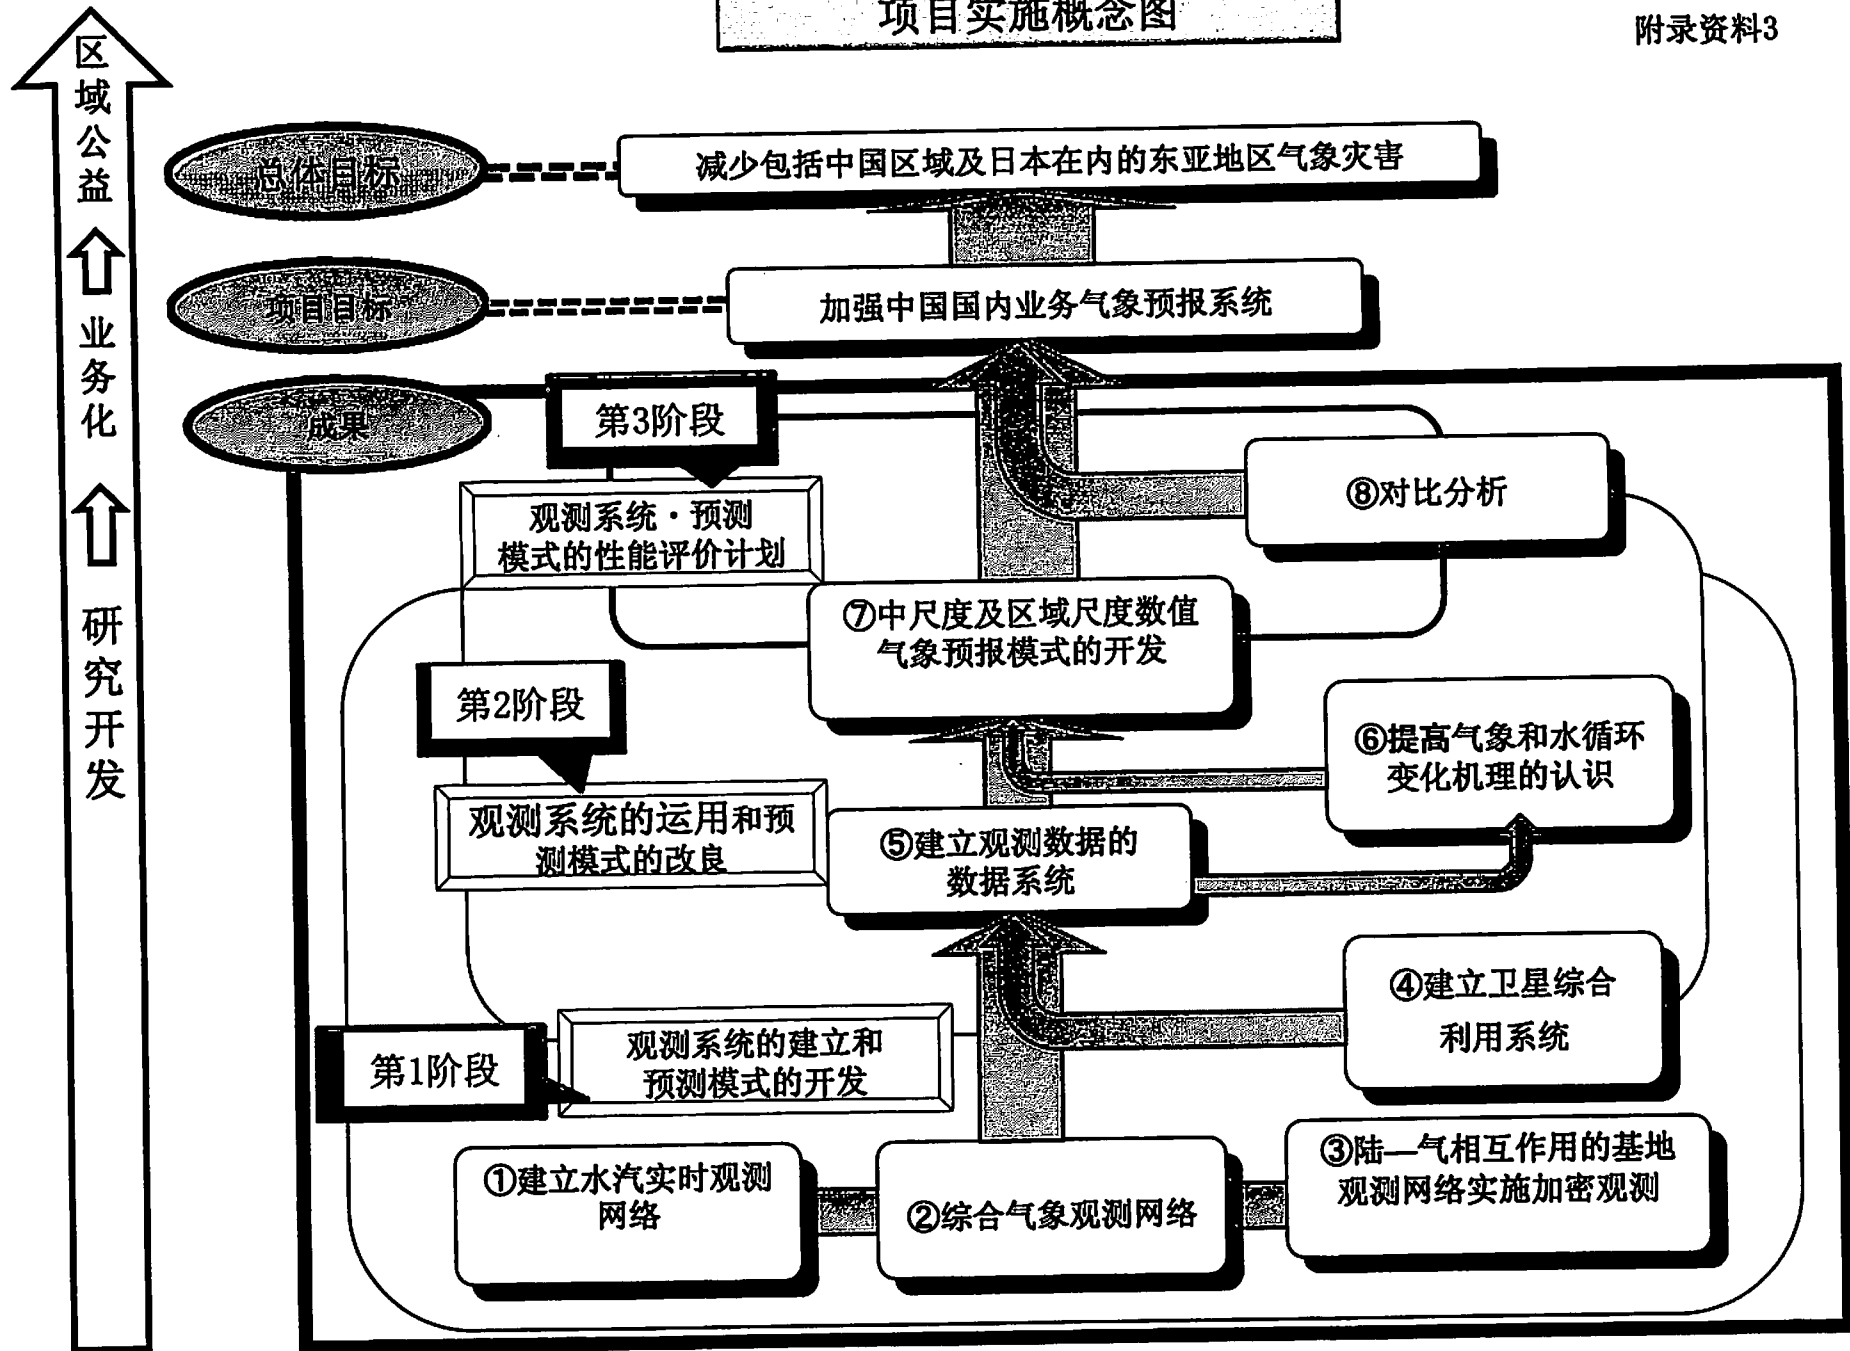 项目实施概念图
附录资料3
区域公益
业务化
研究开发
总体目标
减少包括中国区域及日本在内的东亚地区气象灾害
项目目标
加强中国国内业务气象预报系统
成果
第3阶段
观测系统·预测
模式的性能评价计划
⑧对比分析
⑦中尺度及区域尺度数值
气象预报模式的开发
第2阶段
观测系统的运用和预
测模式的改良
⑥提高气象和水循环
变化机理的认识
⑤建立观测数据的
数据系统
④建立卫星综合
利用系统
第1阶段
观测系统的建立和
预测模式的开发
①建立水汽实时观测
网络
②综合气象观测网络
③陆—气相互作用的基地
观测网络实施加密观测